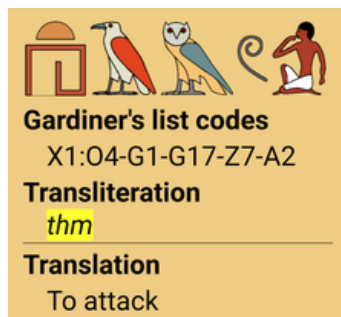 𓏏𓉔𓄿𓅓𓏲𓀁
Gardiner's list codes
X1:O4-G1-G17-Z7-A2
Transliteration
thm
Translation
To attack